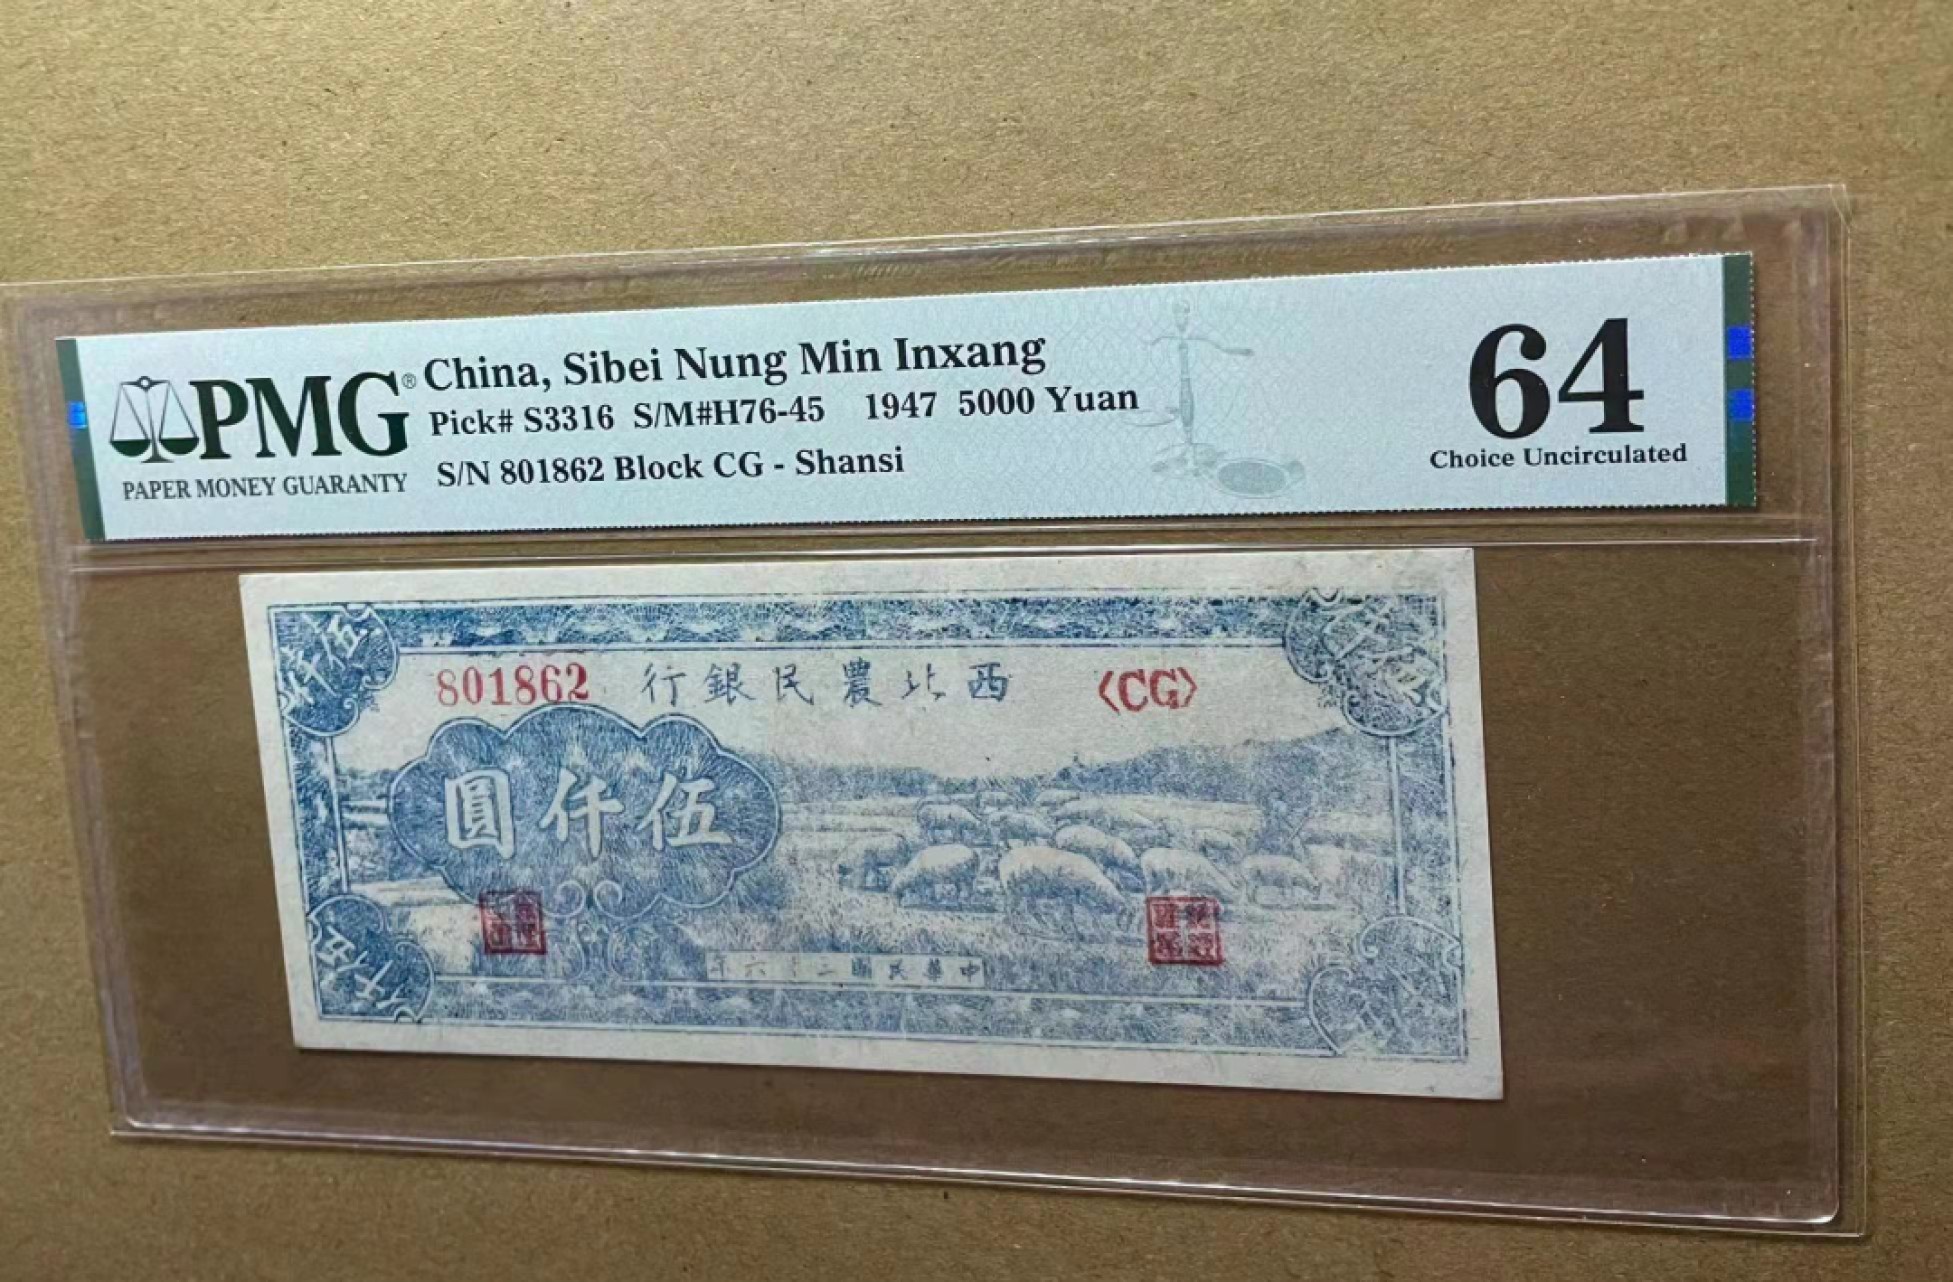 PMG®
PAPER MONEY GUARANTY
China, Sibei Nung Min Inxang
Pick# S3316 S/M#H76-45 1947 5000 Yuan
S/N 801862 Block CG - Shansi
64
Choice Uncirculated
801862 行銀民農北西 〈CG〉
圓仟伍
年六十三國民華中